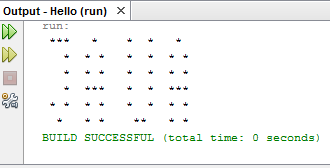 Output - Hello (run)
run:
 ***   *    *  *   *
   *  * *   *  *  * *
   *  * *   *  *  * *
   *  ***   *  *  ***
 * *  * *   *  *  * *
  *   * *    **   * *
BUILD SUCCESSFUL (total time: 0 seconds)